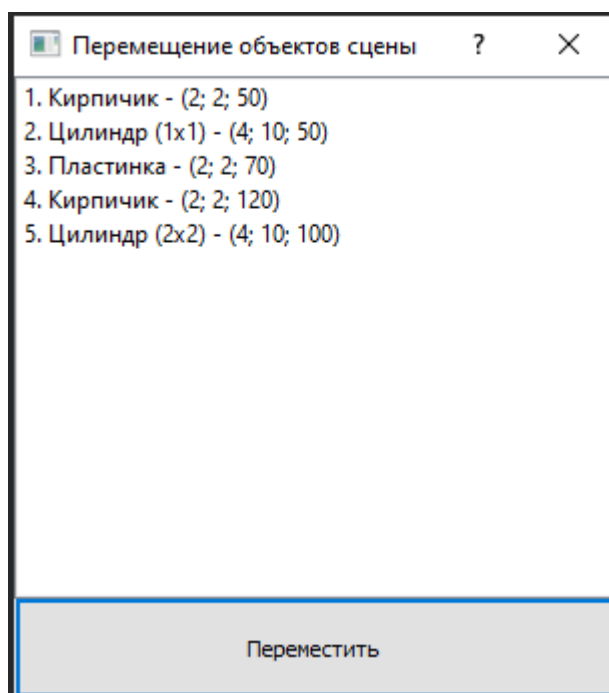 Перемещение объектов сцены ?
1. Кирпичик - (2; 2; 50)
2. Цилиндр (1x1) - (4; 10; 50)
3. Пластинка - (2; 2; 70)
4. Кирпичик - (2; 2; 120)
5. Цилиндр (2x2) - (4; 10; 100)
Переместить